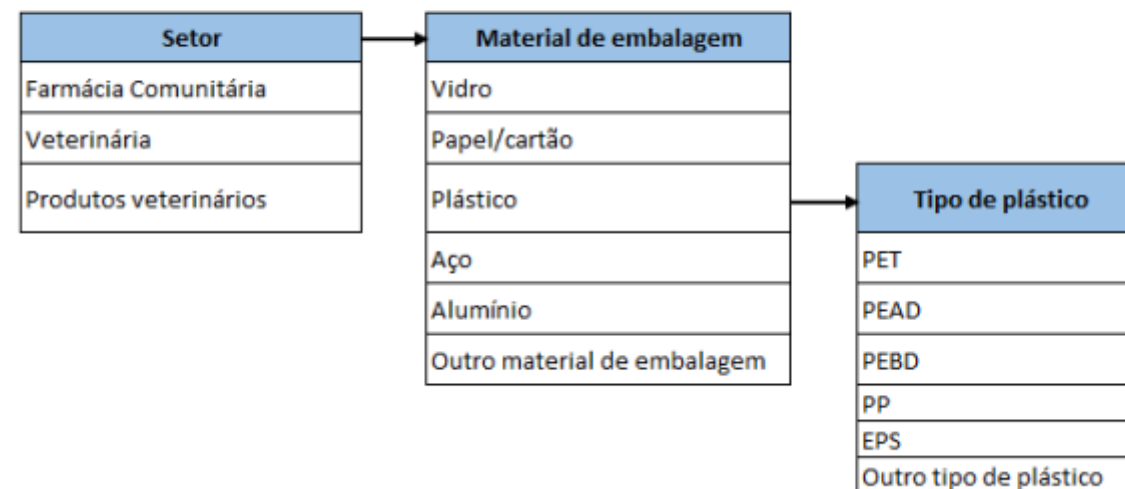 Setor
Farmácia Comunitária
Veterinária
Produtos veterinários
Material de embalagem
Vidro
Papel/cartão
Plástico
Aço
Alumínio
Outro material de embalagem
Tipo de plástico
PET
PEAD
PEBD
PP
EPS
Outro tipo de plástico